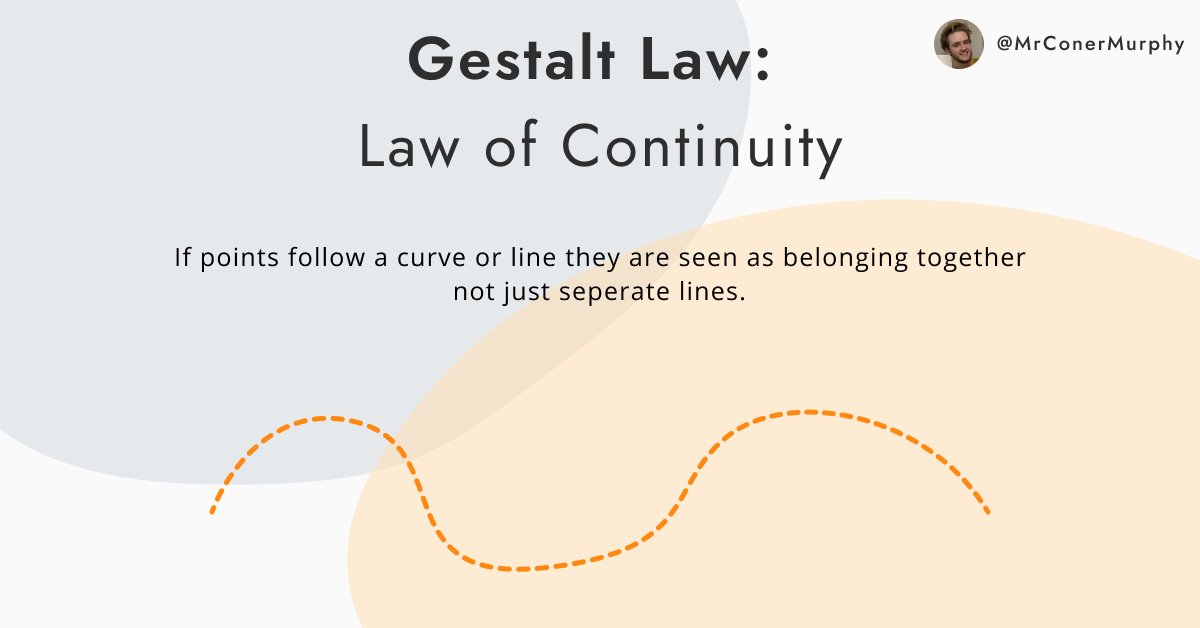 Gestalt Law:
@MrConerMurphy
Law of Continuity
If points follow a curve or line they are seen as belonging together
not just seperate lines.